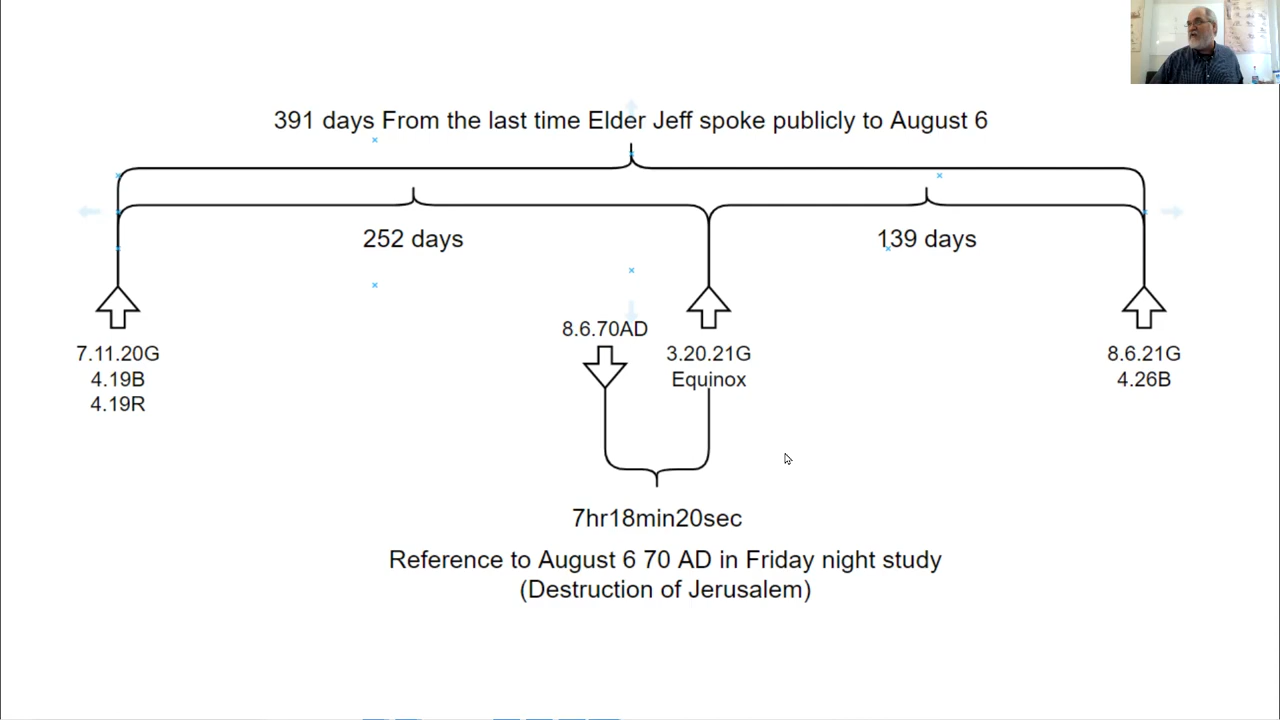 391 days From the last time Elder Jeff spoke publicly to August 6
252 days
139 days
8.6.70AD
7.11.20G
4.19B
4.19R
3.20.21G
Equinox
8.6.21G
4.26B
7hr18min20sec
Reference to August 6 70 AD in Friday night study
(Destruction of Jerusalem)